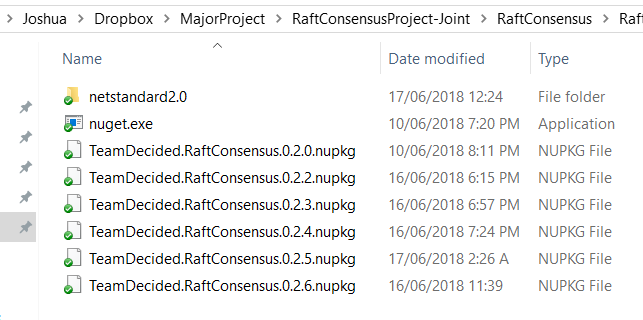 Joshua > Dropbox > MajorProject > RaftConsensusProject-Joint > RaftConsensus > Raf
Name Date modified Type
netstandard2.0 17/06/2018 12:24 File folder
nuget.exe 10/06/2018 7:20 PM Application
TeamDecided.RaftConsensus.0.2.0.nupkg 10/06/2018 8:11 PM NUPKG File
TeamDecided.RaftConsensus.0.2.2.nupkg 16/06/2018 6:15 PM NUPKG File
TeamDecided.RaftConsensus.0.2.3.nupkg 16/06/2018 6:57 PM NUPKG File
TeamDecided.RaftConsensus.0.2.4.nupkg 16/06/2018 7:24 PM NUPKG File
TeamDecided.RaftConsensus.0.2.5.nupkg 17/06/2018 2:26 A NUPKG File
TeamDecided.RaftConsensus.0.2.6.nupkg 16/06/2018 11:39 NUPKG File